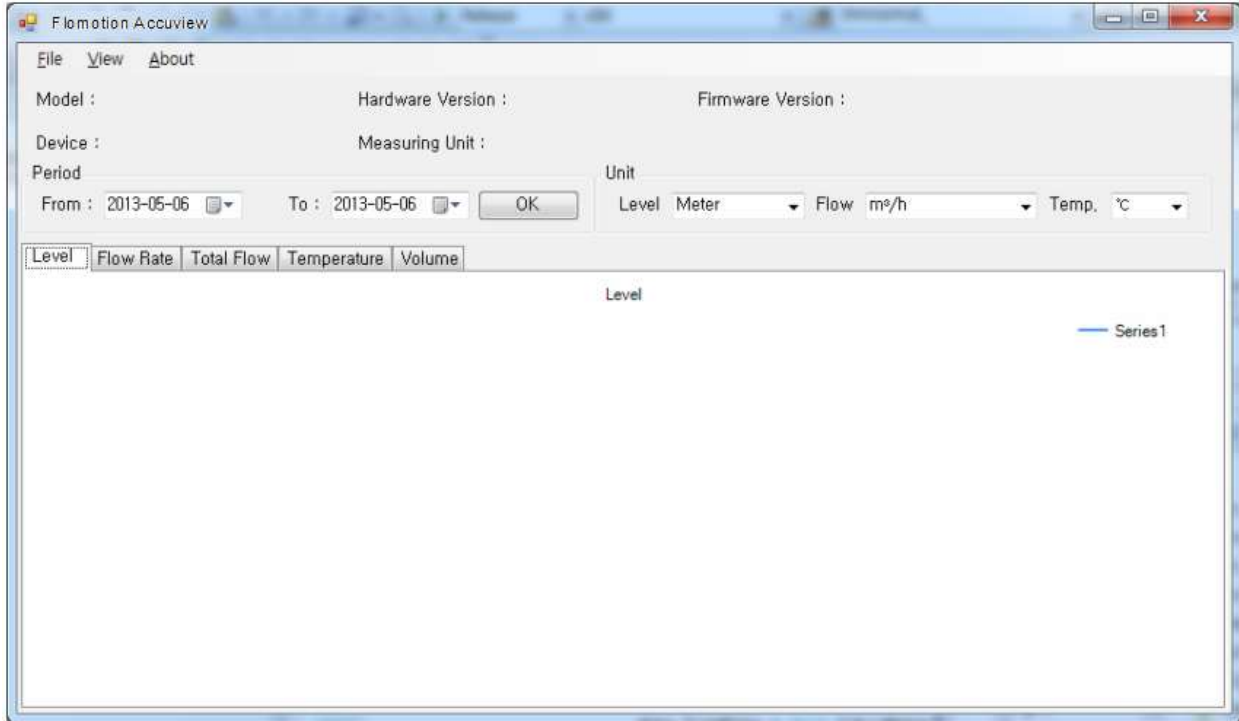 Flomotion Accuview
File View About
Model : Hardware Version : Firmware Version :
Device : Measuring Unit :
Period Unit
From : 2013-05-06 To : 2013-05-06 OK Level Meter Flow m³/h Temp. ℃
Level Flow Rate Total Flow Temperature Volume
Level
Series1